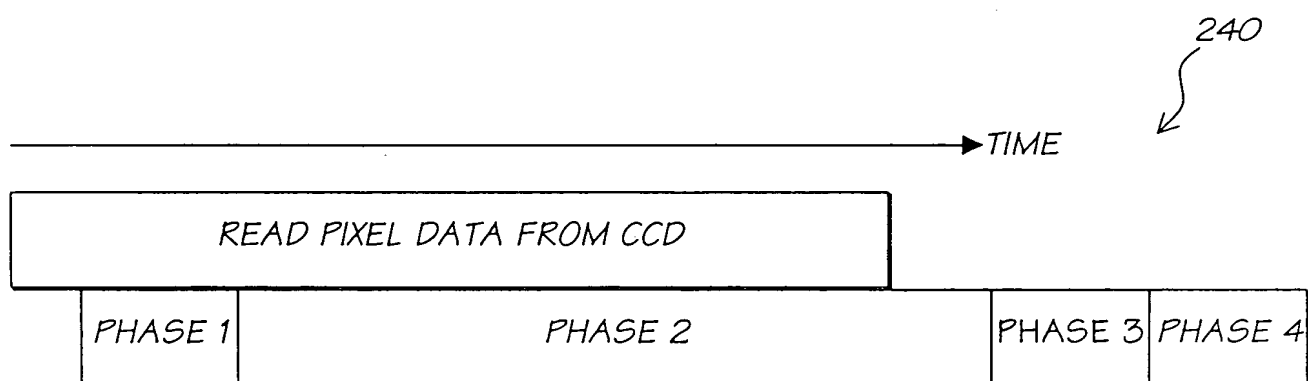 240
TIME
READ PIXEL DATA FROM CCD
PHASE 1 PHASE 2 PHASE 3 PHASE 4